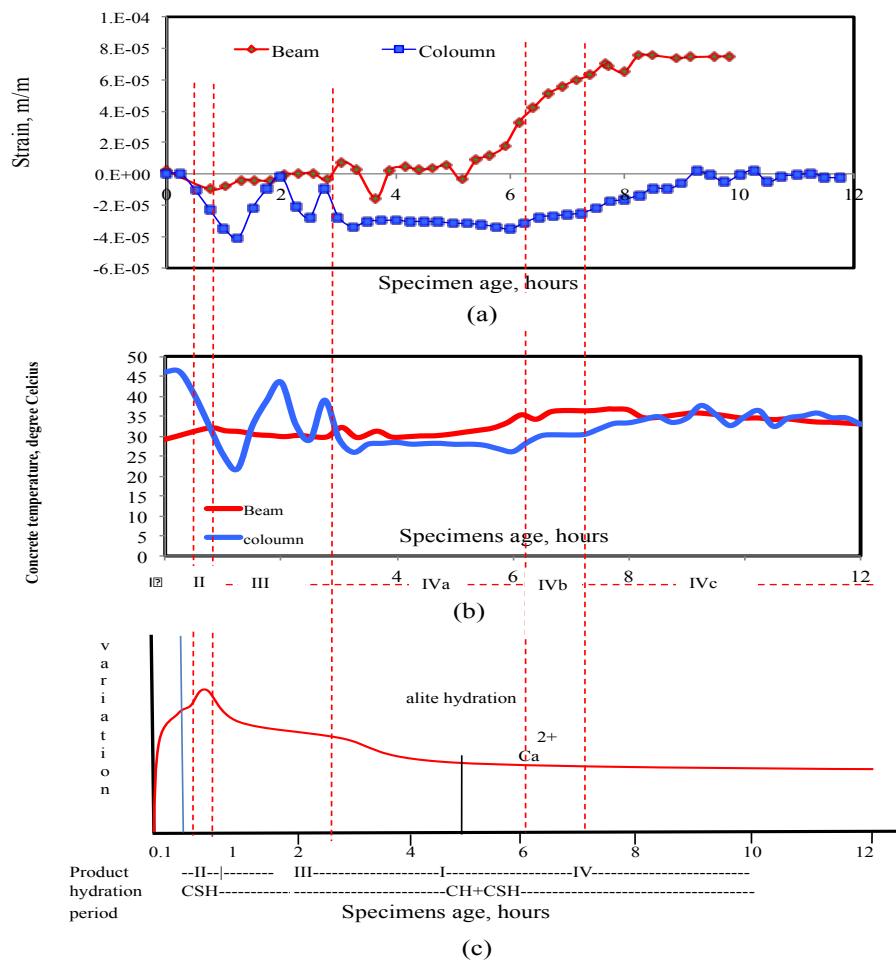 1.E-04
8.E-05
6.E-05
4.E-05
2.E-05
0.E+00
-2.E-05
-4.E-05
-6.E-05
Strain, m/m
Beam
Coloumn
0 2 4 6 8 10 12
Specimen age, hours
(a)
50
45
40
35
30
25
20
15
10
5
0
Concrete temperature, degree Celcius
Beam
coloumn
Specimens age, hours
0 2 4 6 8 10 12
I II III IVa IVb IVc
(b)
variation
alite hydration
2+
Ca
0.1 1 2 4 6 8 10 12
Product --II--|-------- III--------------------I--------------------IV------------------------
hydration CSH----------- ------------------------CH+CSH-----------------------------------
period Specimens age, hours
(c)